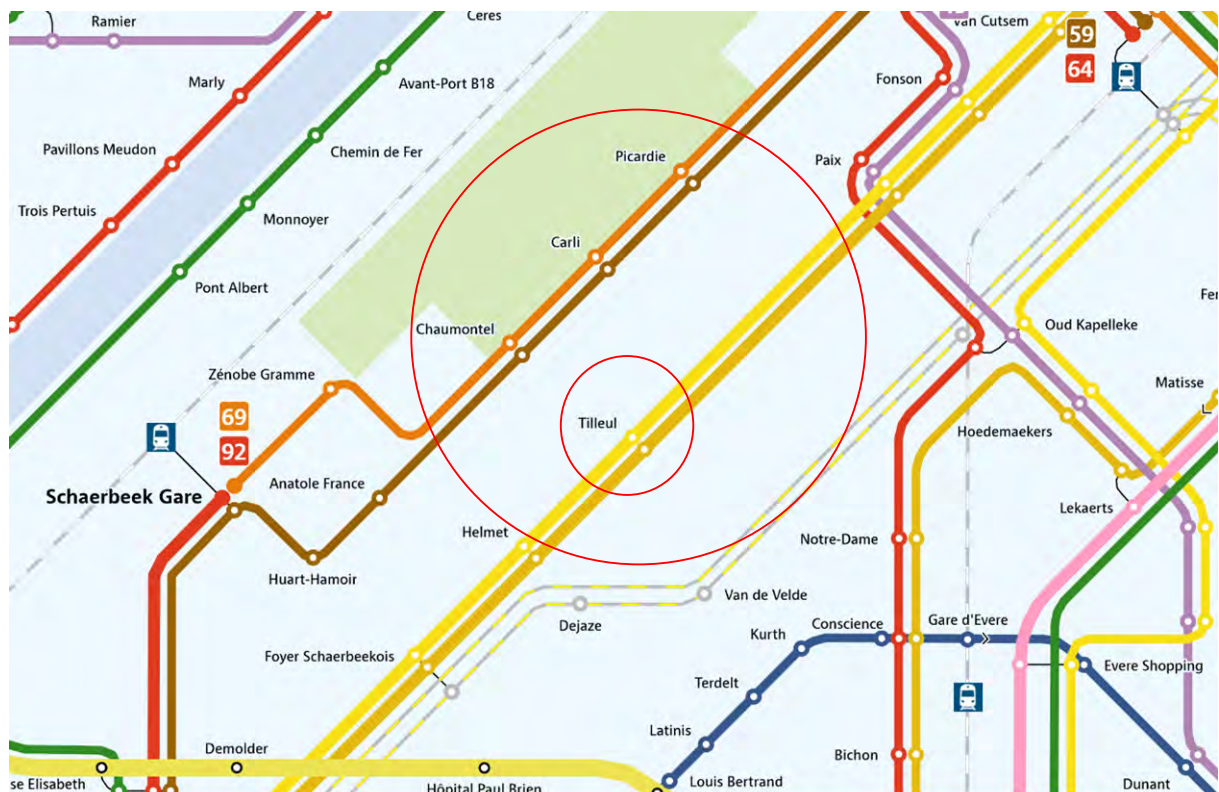 Ramier
Ceres
Van Cutsem
59
64
Marly
Avant-Port B18
Fonson
Pavillons Meudon
Chemin de Fer
Picardie
Paix
Trois Pertuis
Monnoyer
Carli
Pont Albert
Chaumontel
Oud Kapelleke
Zénobe Gramme
Matisse
69
92
Tilleul
Hoedemaekers
Anatole France
Schaerbeek Gare
Helmet
Lekaerts
Notre-Dame
Huart-Hamoir
Van de Velde
Dejaze
Conscience
Gare d'Evere
Kurth
Foyer Schaerbeekois
Evere Shopping
Terdelt
Latinis
Demolder
Bichon
se Elisabeth
Hôpital Paul Brien
Louis Bertrand
Dunant